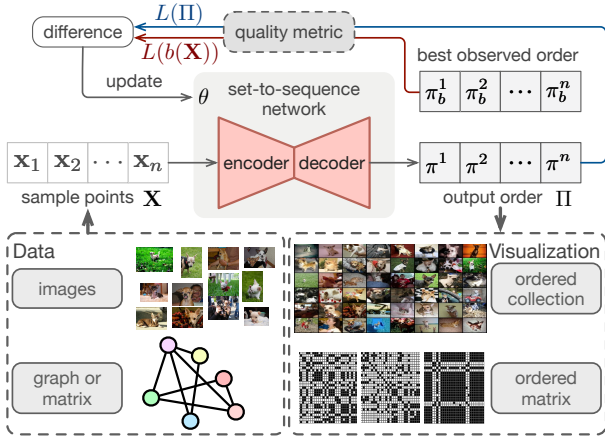 L(Π)
difference
quality metric
L(b(X))
best observed order
update
θ
set-to-sequence
network
π_b^1 π_b^2 ··· π_b^n
x_1 x_2 ··· x_n
encoder decoder
π^1 π^2 ··· π^n
sample points X
output order Π
Data
Visualization
images
ordered
collection
graph or
matrix
ordered
matrix